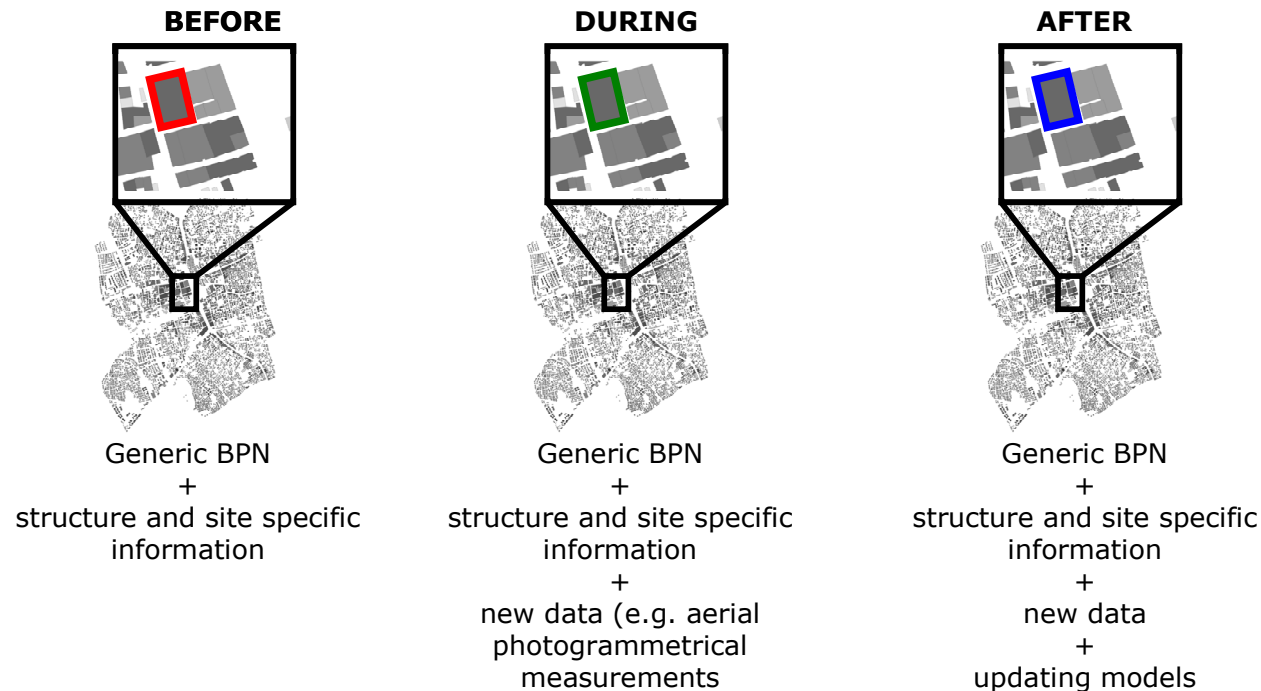 BEFORE
Generic BPN
+
structure and site specific
information
DURING
Generic BPN
+
structure and site specific
information
+
new data (e.g. aerial
photogrammetrical
measurements
AFTER
Generic BPN
+
structure and site specific
information
+
new data
+
updating models